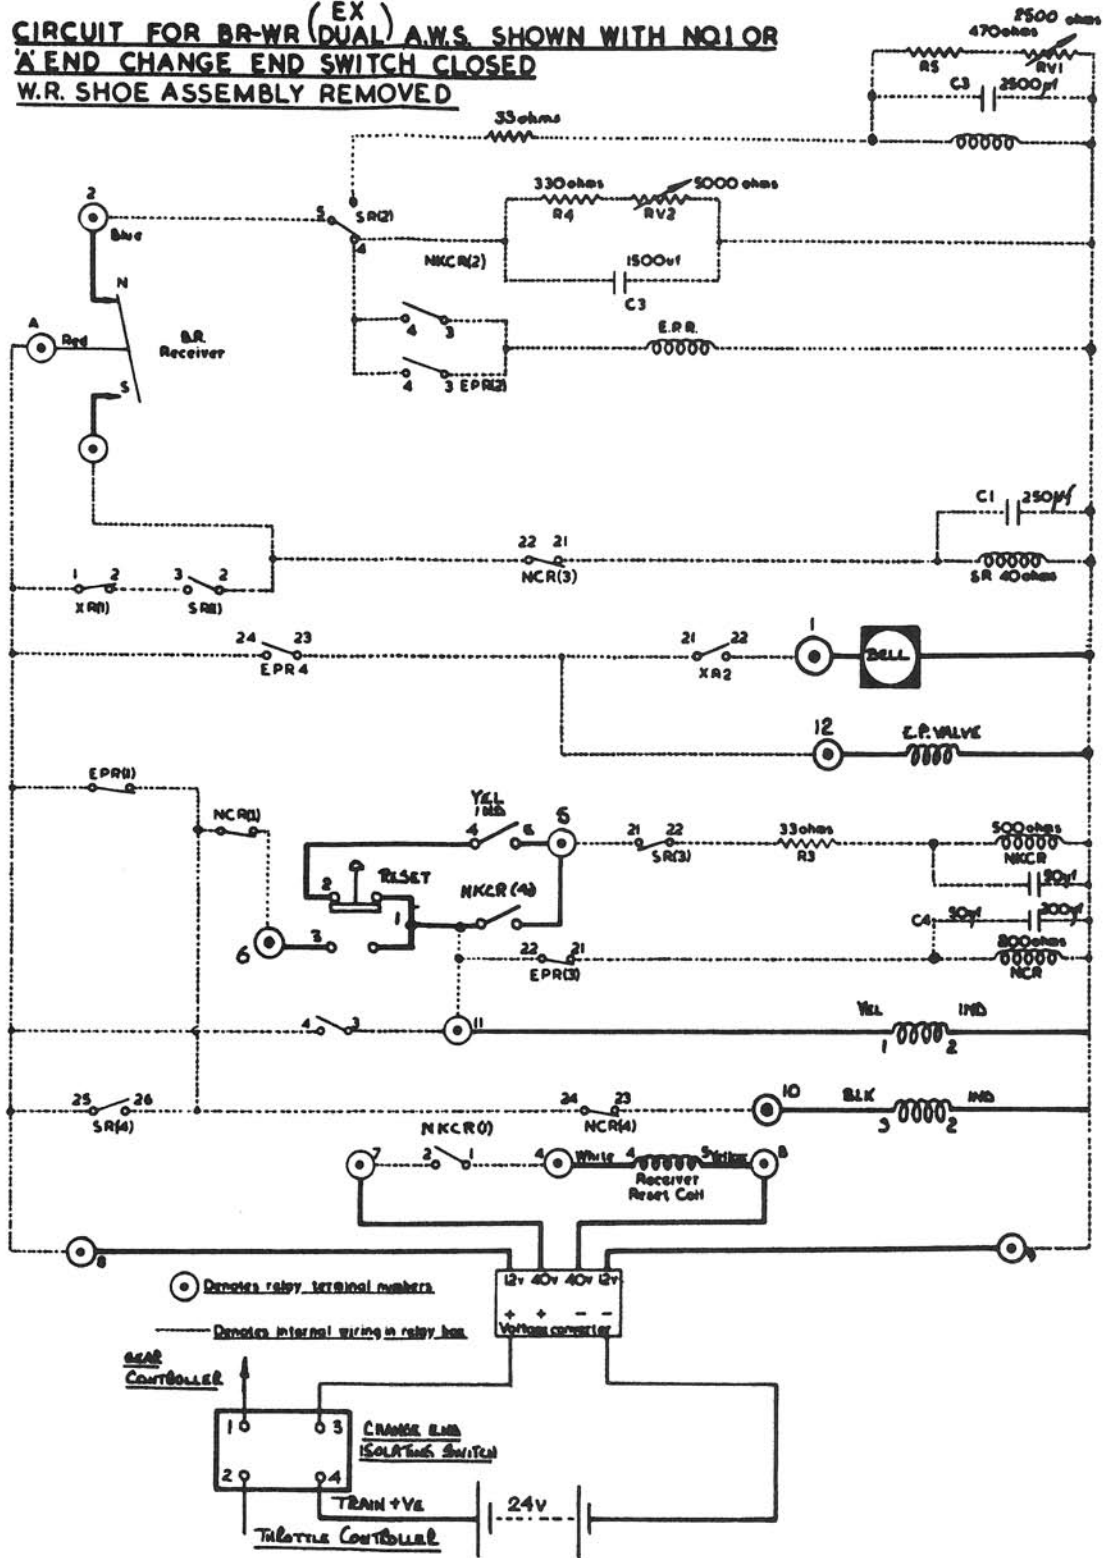 CIRCUIT FOR BR-WR (EX DUAL) A.W.S. SHOWN WITH NO.1 OR
'A' END CHANGE END SWITCH CLOSED
W.R. SHOE ASSEMBLY REMOVED
2500 ohms
470ohms
R5 RV1
C3 2500µf
33ohms
330ohms 5000 ohms
R4 RV2
2
Blue
5 SR(2)
4
NKCR(2)
1500uf
C3
N
A
Red
B.R.
Receiver
S
4 3
E.P.R.
4 3 EPR(2)
C1 250µf
22 21
NCR(3)
SR 40ohms
1 2 3 2
XR(1) SR(1)
24 23
EPR4
21 22
XR2
1
BELL
12
E.P. VALVE
EPR(1)
NCR(1)
YEL
IND
4 6
5
21 22
SR(3)
33ohms
R3
500ohms
NKCR
50µf
2
RESET
1
NKCR(4)
6
3
22 21
EPR(3)
C4 50µf 200µf
800ohms
NCR
4 3
11
YEL IND
1 2
25 26
SR(4)
24 23
NCR(4)
10
BLK IND
3 2
NKCR(1)
7 2 1 4 White 4 5 Yellow B
Receiver
Reset Coil
8
9
12v 40v 40v 12v
+ + - -
Voltage converter
Denotes relay terminal numbers
Denotes internal wiring in relay box
GEAR
CONTROLLER
1 3
2 4
CHANGE END
ISOLATING SWITCH
TRAIN +VE
24v
THROTTLE CONTROLLER